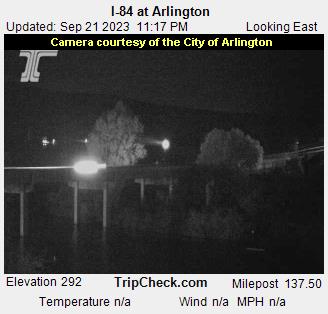 I-84 at Arlington
Updated: Sep 21 2023 11:17 PM Looking East
Camera courtesy of the City of Arlington
Elevation 292 TripCheck.com Milepost 137.50
Temperature n/a Wind n/a MPH n/a